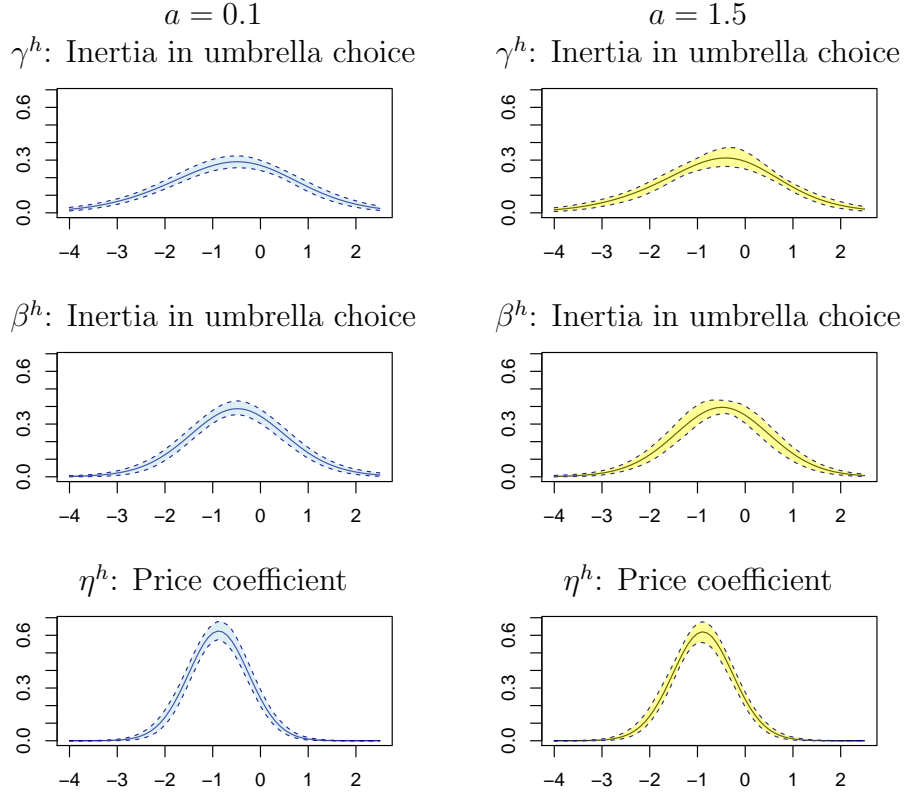 a = 0.1
γ^h: Inertia in umbrella choice
0.0 0.3 0.6
−4 −3 −2 −1 0 1 2
β^h: Inertia in umbrella choice
0.0 0.3 0.6
−4 −3 −2 −1 0 1 2
η^h: Price coefficient
0.0 0.3 0.6
−4 −3 −2 −1 0 1 2
a = 1.5
γ^h: Inertia in umbrella choice
0.0 0.3 0.6
−4 −3 −2 −1 0 1 2
β^h: Inertia in umbrella choice
0.0 0.3 0.6
−4 −3 −2 −1 0 1 2
η^h: Price coefficient
0.0 0.3 0.6
−4 −3 −2 −1 0 1 2